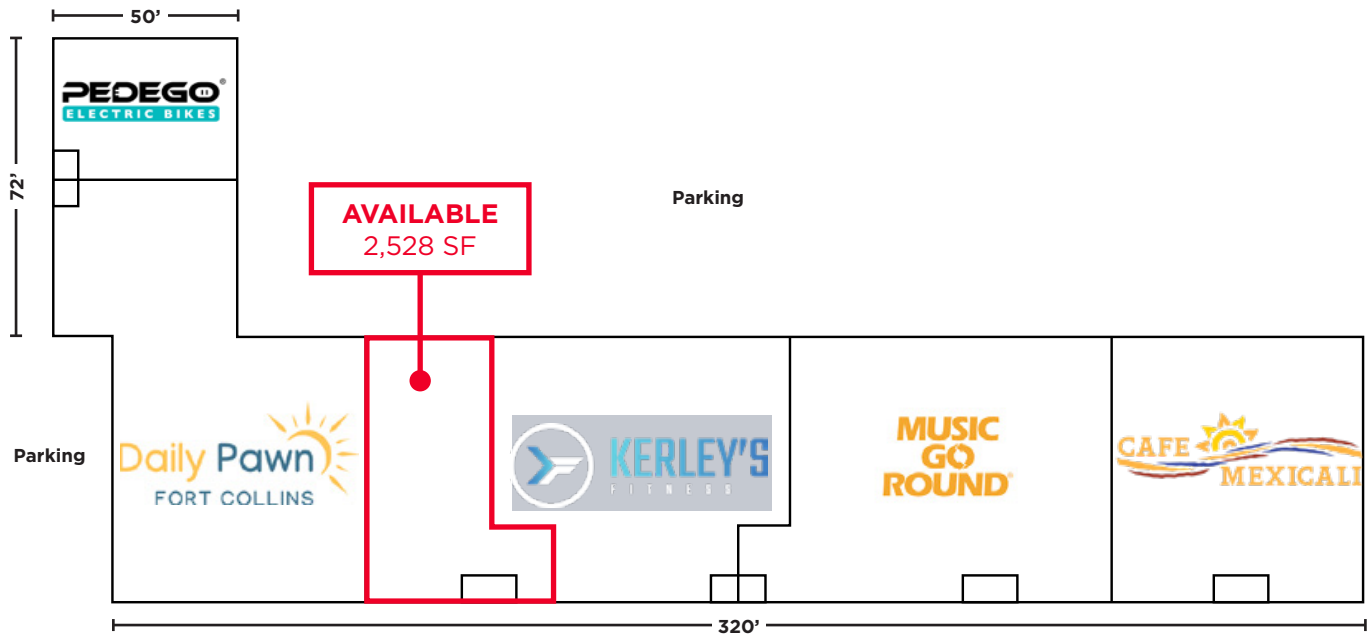 50'
PEDEGO®
ELECTRIC BIKES
72'
AVAILABLE
2,528 SF
Parking
Parking
Daily Pawn
FORT COLLINS
KERLEY'S
FITNESS
MUSIC
GO
ROUND®
CAFE
MEXICALI
320'